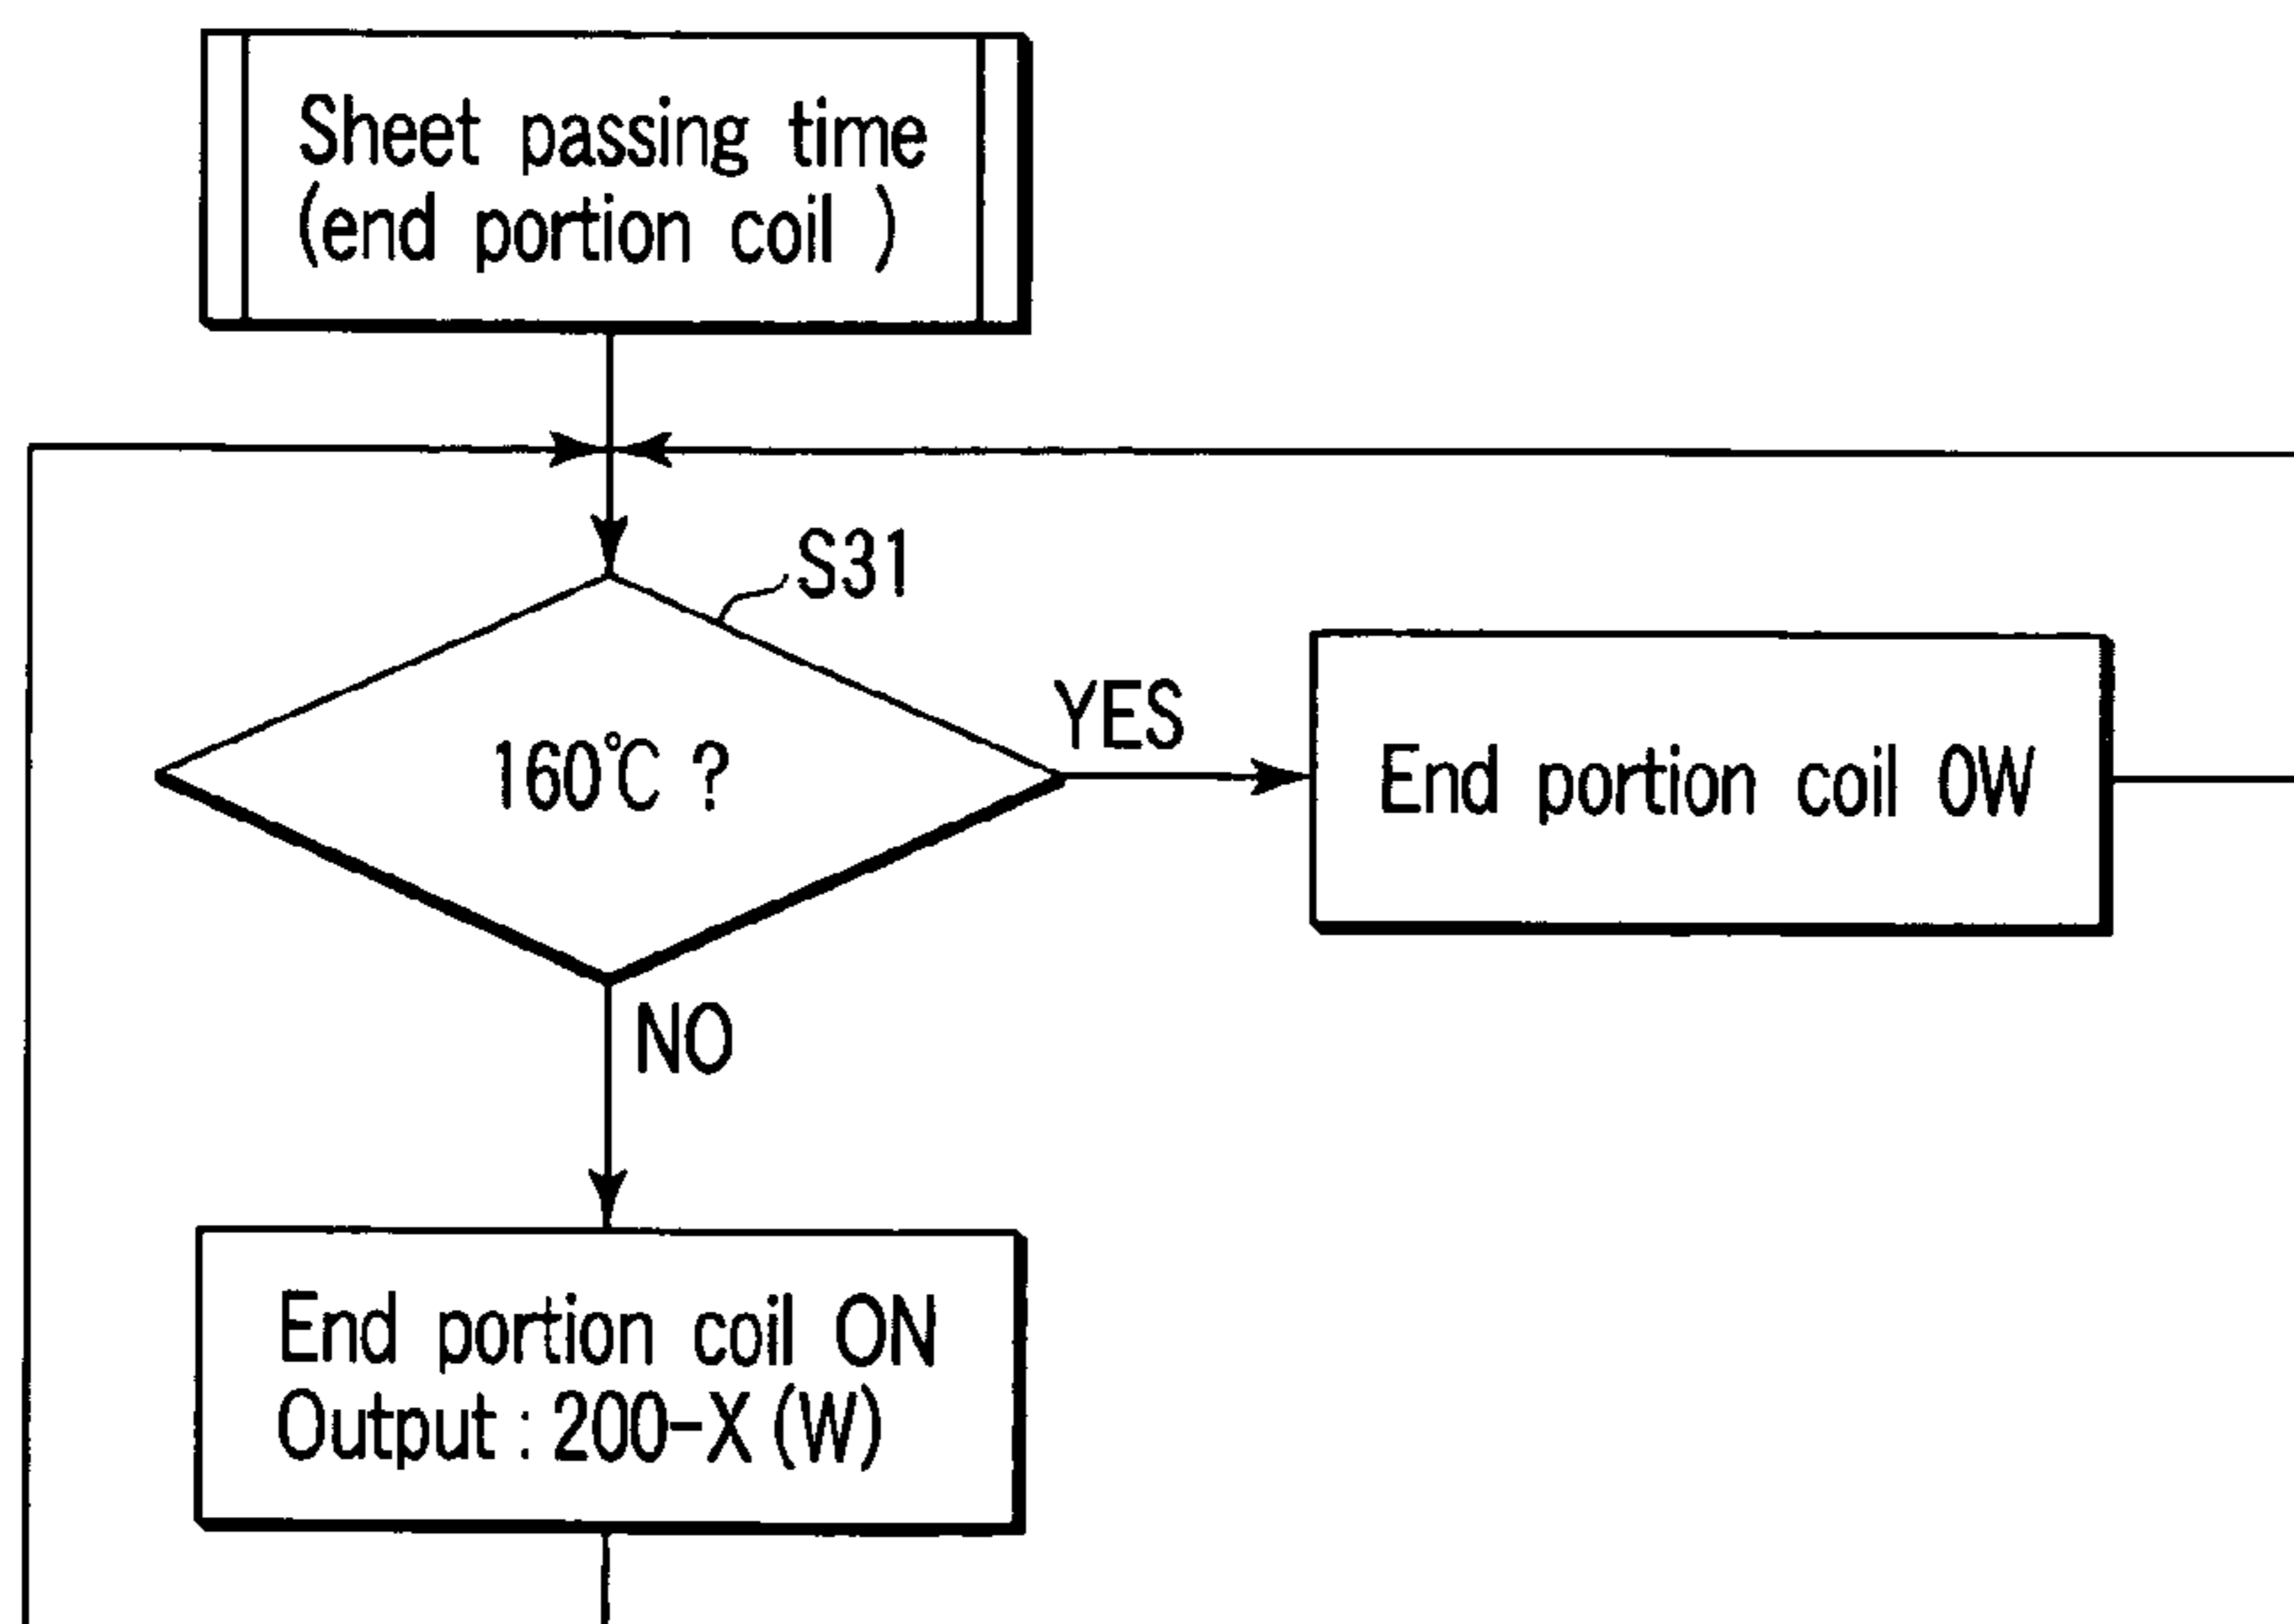 Sheet passing time
(end portion coil )
S31
160℃ ?
YES
End portion coil 0W
NO
End portion coil ON
Output : 200-X (W)